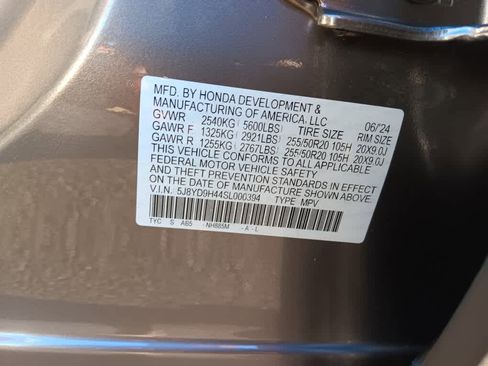 MFD. BY HONDA DEVELOPMENT &
MANUFACTURING OF AMERICA, LLC 06/24
GVWR 2540KG 5600LBS TIRE SIZE RIM SIZE
GAWR F 1325KG 2921LBS 255/50R20 105H 20X9.0J
GAWR R 1255KG 2767LBS 255/50R20 105H 20X9.0J
THIS VEHICLE CONFORMS TO ALL APPLICABLE
FEDERAL MOTOR VEHICLE SAFETY
AND THEFT PREVENTION STANDARDS IN EFFECT
ON THE DATE OF MANUFACTURE SHOWN ABOVE.
V.I.N. 5J8YD9H44SL000394 TYPE MPV
TYC S AB5 NH885M -A-L